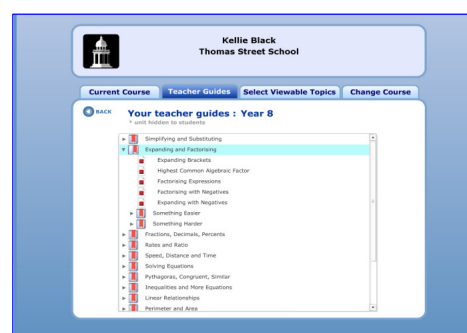 Kellie Black
Thomas Street School
Current Course Teacher Guides Select Viewable Topics Change Course
BACK
Your teacher guides : Year 8
* unit hidden to students
Simplifying and Substituting
Expanding and Factorising
Expanding Brackets
Highest Common Algebraic Factor
Factorising Expressions
Factorising with Negatives
Expanding with Negatives
Something Easier
Something Harder
Fractions, Decimals, Percents
Rates and Ratio
Speed, Distance and Time
Solving Equations
Pythagoras, Congruent, Similar
Inequalities and More Equations
Linear Relationships
Perimeter and Area